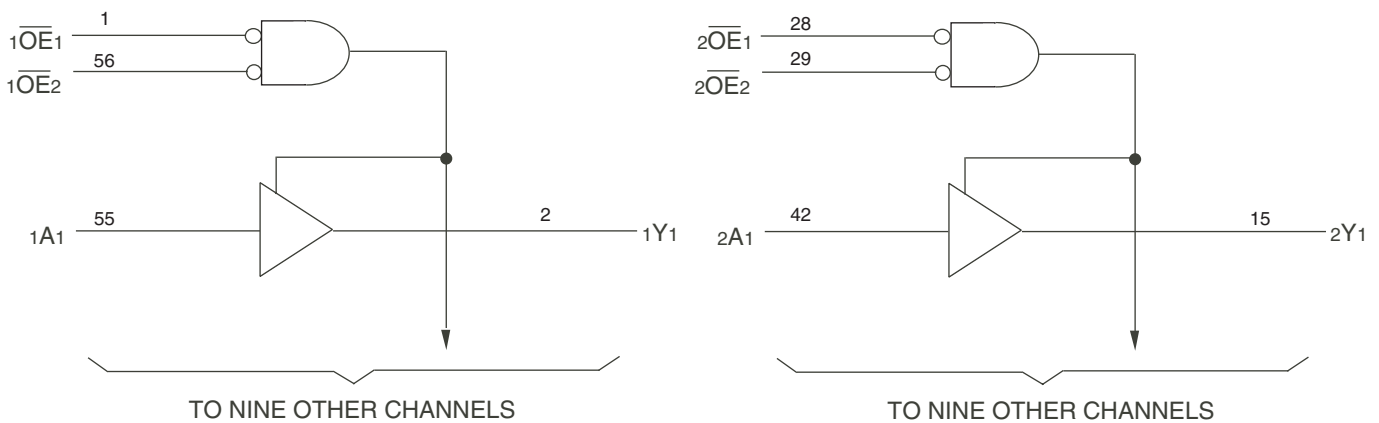 1OE1 1 2OE1 28
1OE2 56 2OE2 29
1A1 55 2 1Y1 2A1 42 15 2Y1
TO NINE OTHER CHANNELS TO NINE OTHER CHANNELS